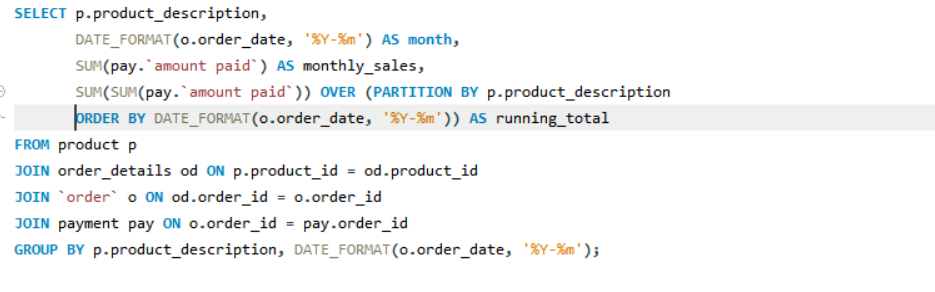 SELECT p.product_description,
DATE_FORMAT(o.order_date, '%Y-%m') AS month,
SUM(pay.`amount paid`) AS monthly_sales,
SUM(SUM(pay.`amount paid`)) OVER (PARTITION BY p.product_description
ORDER BY DATE_FORMAT(o.order_date, '%Y-%m')) AS running_total
FROM product p
JOIN order_details od ON p.product_id = od.product_id
JOIN `order` o ON od.order_id = o.order_id
JOIN payment pay ON o.order_id = pay.order_id
GROUP BY p.product_description, DATE_FORMAT(o.order_date, '%Y-%m');